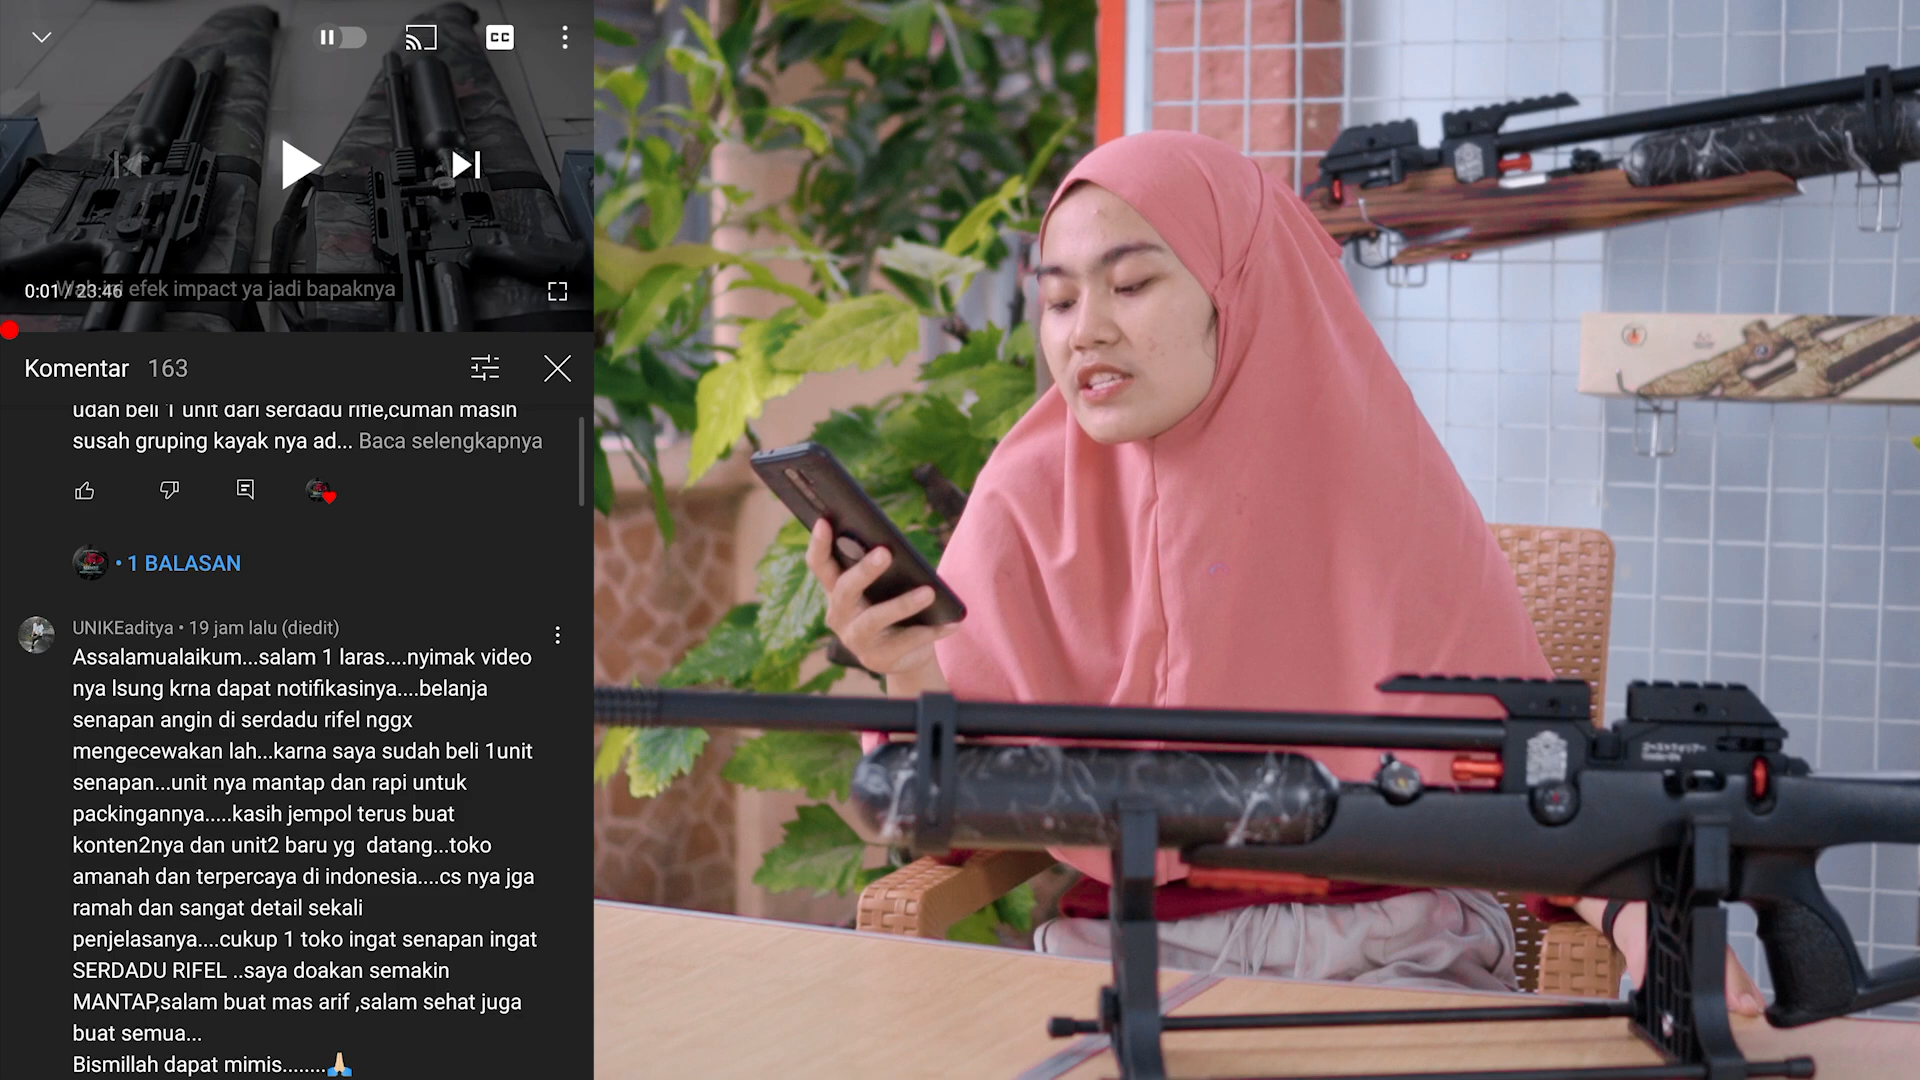 CC
efek impact ya jadi bapaknya
0:01 / 23:46
Komentar 163
udah beli 1 unit dari serdadu rifle,cuman masih
susah gruping kayak nya ad... Baca selengkapnya
• 1 BALASAN
UNIKEaditya • 19 jam lalu (diedit)
Assalamualaikum...salam 1 laras....nyimak video
nya lsung krna dapat notifikasinya....belanja
senapan angin di serdadu rifel nggx
mengecewakan lah...karna saya sudah beli 1unit
senapan...unit nya mantap dan rapi untuk
packingannya.....kasih jempol terus buat
konten2nya dan unit2 baru yg  datang...toko
amanah dan terpercaya di indonesia....cs nya jga
ramah dan sangat detail sekali
penjelasanya....cukup 1 toko ingat senapan ingat
SERDADU RIFEL ..saya doakan semakin
MANTAP,salam buat mas arif ,salam sehat juga
buat semua...
Bismillah dapat mimis........🙏🏻